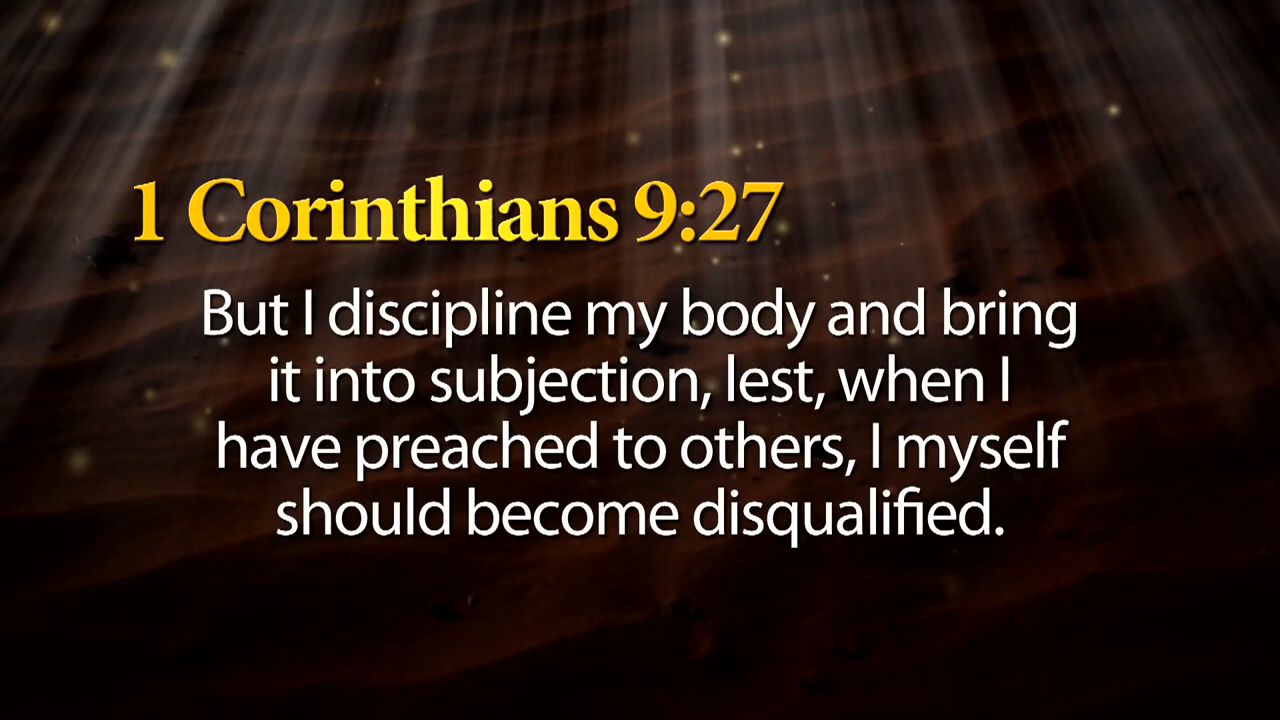 1 Corinthians 9:27
But I discipline my body and bring
it into subjection, lest, when I
have preached to others, I myself
should become disqualified.